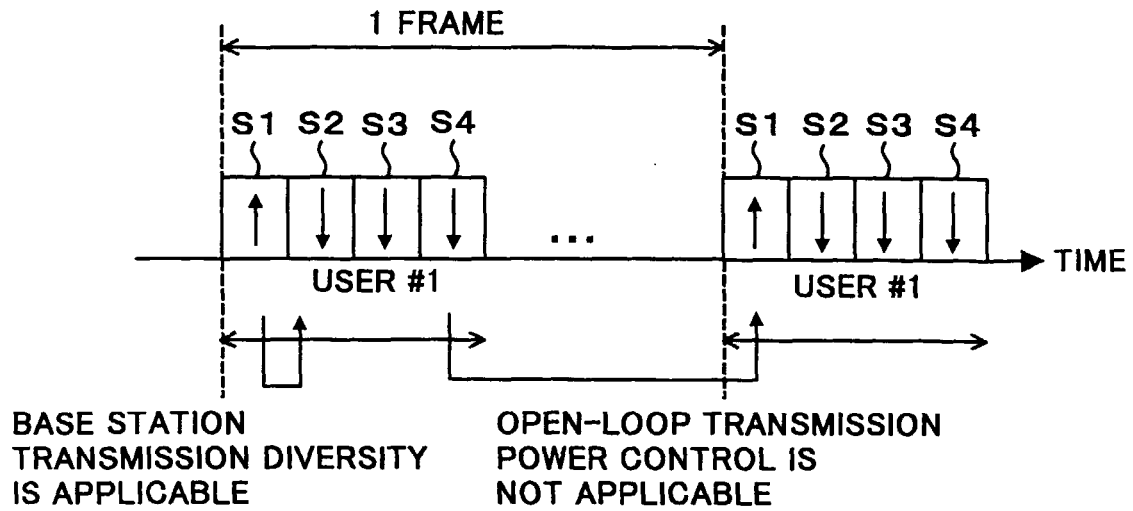 1 FRAME
S1 S2 S3 S4
S1 S2 S3 S4
...
TIME
USER #1
USER #1
BASE STATION
TRANSMISSION DIVERSITY
IS APPLICABLE
OPEN-LOOP TRANSMISSION
POWER CONTROL IS
NOT APPLICABLE